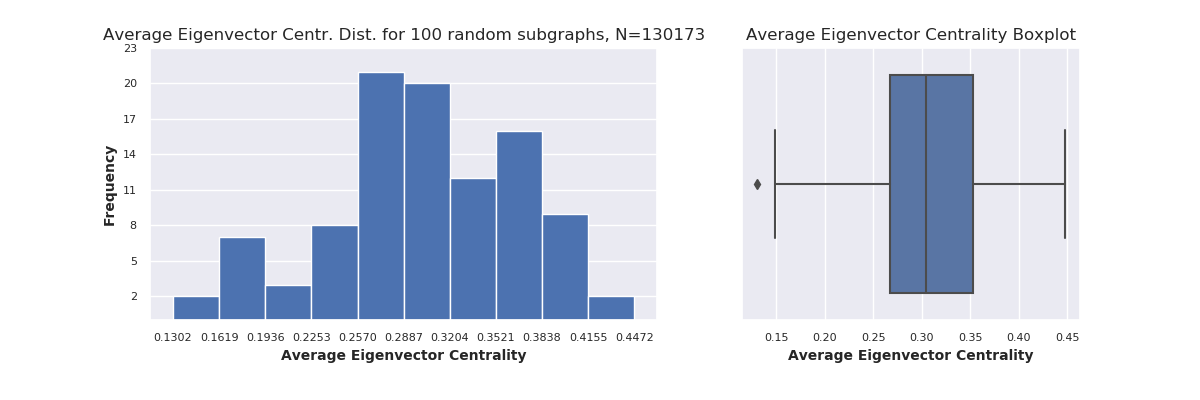 Average Eigenvector Centr. Dist. for 100 random subgraphs, N=130173
23
20
17
14
11
8
5
2
Frequency
0.1302 0.1619 0.1936 0.2253 0.2570 0.2887 0.3204 0.3521 0.3838 0.4155 0.4472
Average Eigenvector Centrality
Average Eigenvector Centrality Boxplot
0.15 0.20 0.25 0.30 0.35 0.40 0.45
Average Eigenvector Centrality